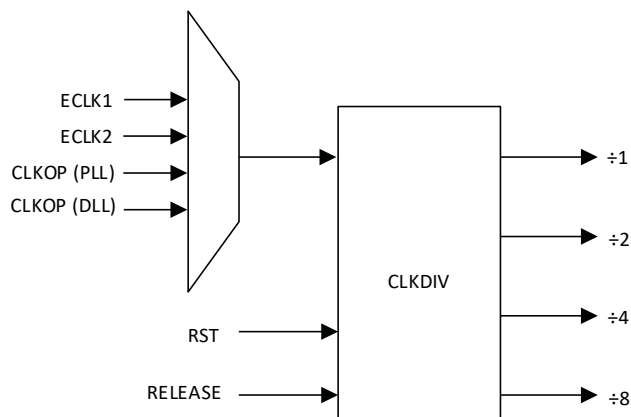 ECLK1
ECLK2
CLKOP (PLL)
CLKOP (DLL)
RST
RELEASE
CLKDIV
÷1
÷2
÷4
÷8